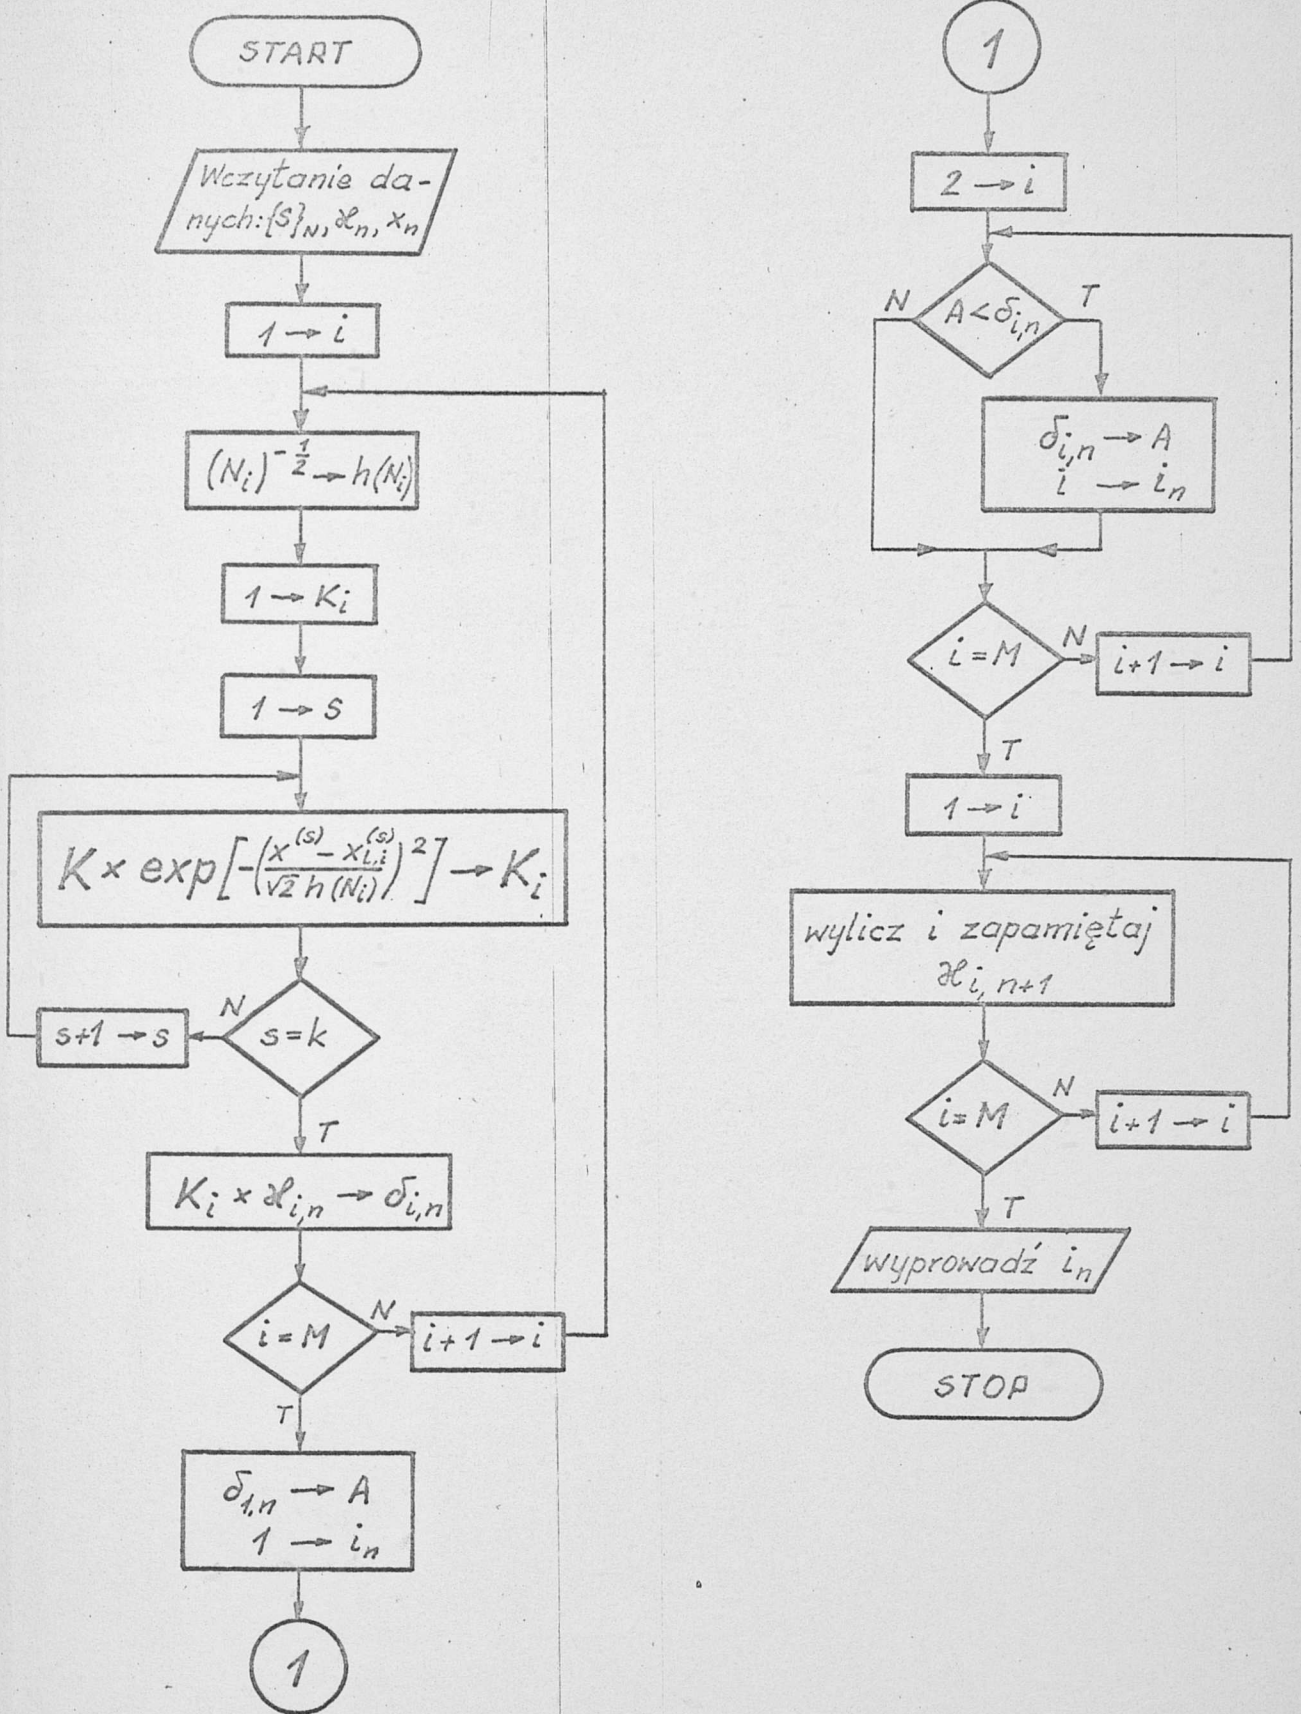 START
Wczytanie da-
nych: {S}_N, ϰ_n, x_n
1 → i
(N_i)^{-1/2} → h(N_i)
1 → K_i
1 → s
K × exp[-((x^{(s)} - x_{i,i}^{(s)})/(√2 h(N_i)))^2] → K_i
s = k
N
s+1 → s
T
K_i × ϰ_{i,n} → δ_{i,n}
i = M
N
i+1 → i
T
δ_{1,n} → A
1 → i_n
1
1
2 → i
A < δ_{i,n}
N
T
δ_{i,n} → A
i → i_n
i = M
N
i+1 → i
T
1 → i
wylicz i zapamiętaj
ϰ_{i, n+1}
i = M
N
i+1 → i
T
wyprowadź i_n
STOP